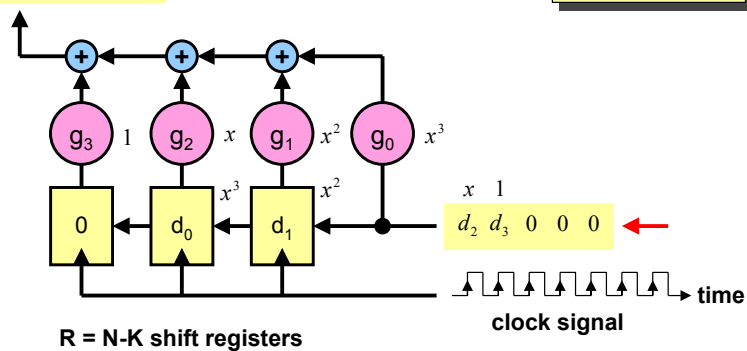 + + +
g3 1 g2 x g1 x² g0 x³
x³ x² x 1
0 d0 d1 d₂ d₃ 0 0 0
time
clock signal
R = N-K shift registers